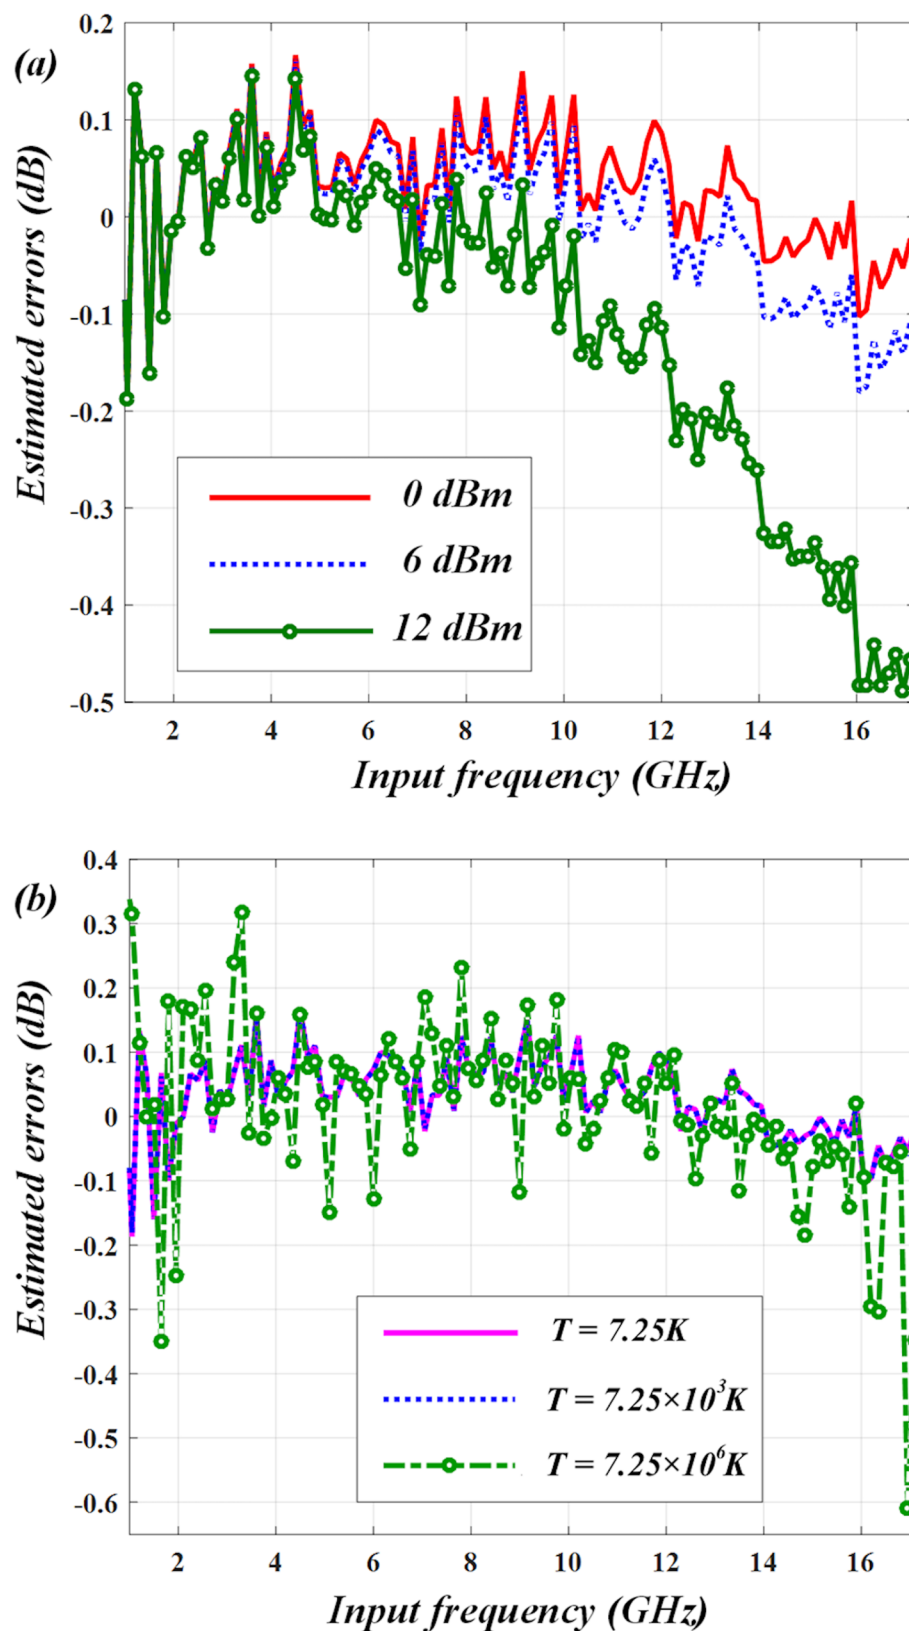 (a)
0.2
0.1
0
-0.1
-0.2
-0.3
-0.4
-0.5
Estimated errors (dB)
0 dBm
6 dBm
12 dBm
2 4 6 8 10 12 14 16
Input frequency (GHz)
(b)
0.4
0.3
0.2
0.1
0
-0.1
-0.2
-0.3
-0.4
-0.5
-0.6
Estimated errors (dB)
T = 7.25K
T = 7.25×10³K
T = 7.25×10⁶K
2 4 6 8 10 12 14 16
Input frequency (GHz)